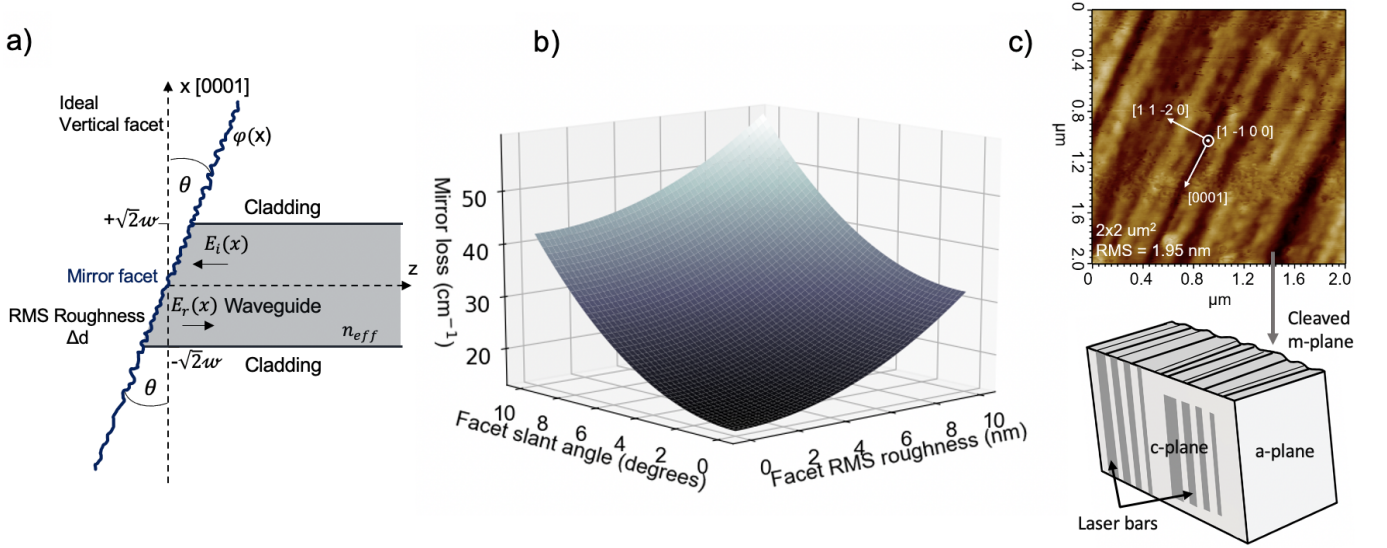 a)
x [0001]
Ideal
Vertical facet
φ(x)
θ
Cladding
+√2w
E_i(x)
Mirror facet
z
E_r(x) Waveguide
RMS Roughness
Δd
n_eff
-√2w
Cladding
θ
b)
Mirror loss (cm⁻¹)
50
40
30
20
10
8
6
4
2
0
Facet slant angle (degrees)
0
2
4
6
8
10
Facet RMS roughness (nm)
c)
0
0.4
0.8
1.2
1.6
2.0
μm
[1 1 -2 0]
[1 -1 0 0]
[0001]
2x2 um²
RMS = 1.95 nm
0
0.4
0.8
1.2
1.6
2.0
μm
Cleaved
m-plane
c-plane
a-plane
Laser bars